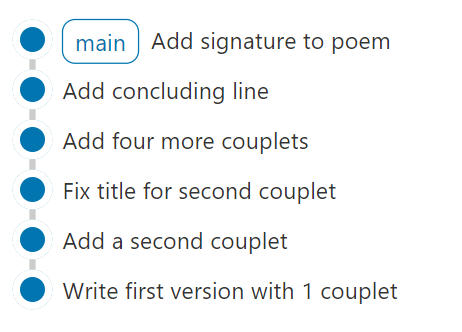 main Add signature to poem
Add concluding line
Add four more couplets
Fix title for second couplet
Add a second couplet
Write first version with 1 couplet